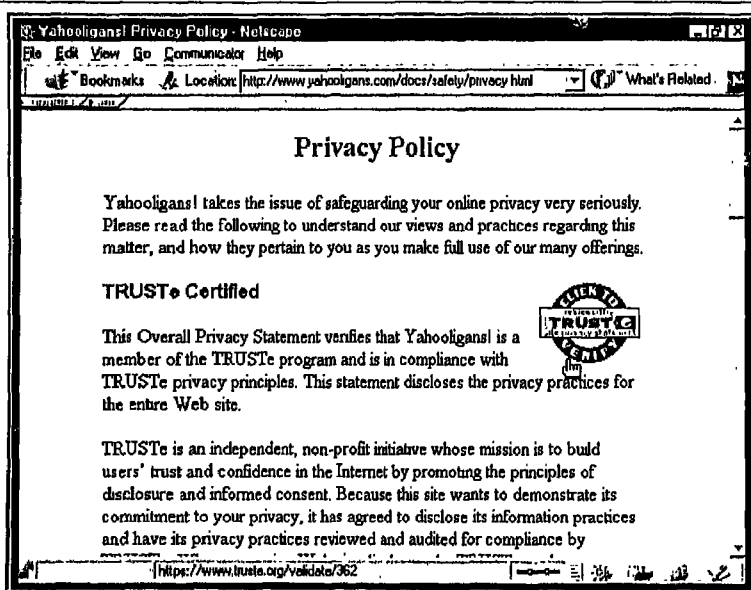 Yahooligans! Privacy Policy - Netscape
File Edit View Go Communicator Help
Bookmarks Location: http://www.yahooligans.com/docs/safety/privacy html What's Related
Privacy Policy
Yahooligans! takes the issue of safeguarding your online privacy very seriously.
Please read the following to understand our views and practices regarding this
matter, and how they pertain to you as you make full use of our many offerings.
TRUSTe Certified
CLICK TO
TRUSTe
VERIFY
This Overall Privacy Statement verifies that Yahooligans! is a
member of the TRUSTe program and is in compliance with
TRUSTe privacy principles. This statement discloses the privacy practices for
the entire Web site.
TRUSTe is an independent, non-profit initiative whose mission is to build
users' trust and confidence in the Internet by promoting the principles of
disclosure and informed consent. Because this site wants to demonstrate its
commitment to your privacy, it has agreed to disclose its information practices
and have its privacy practices reviewed and audited for compliance by
https://www.truste.org/validate/362